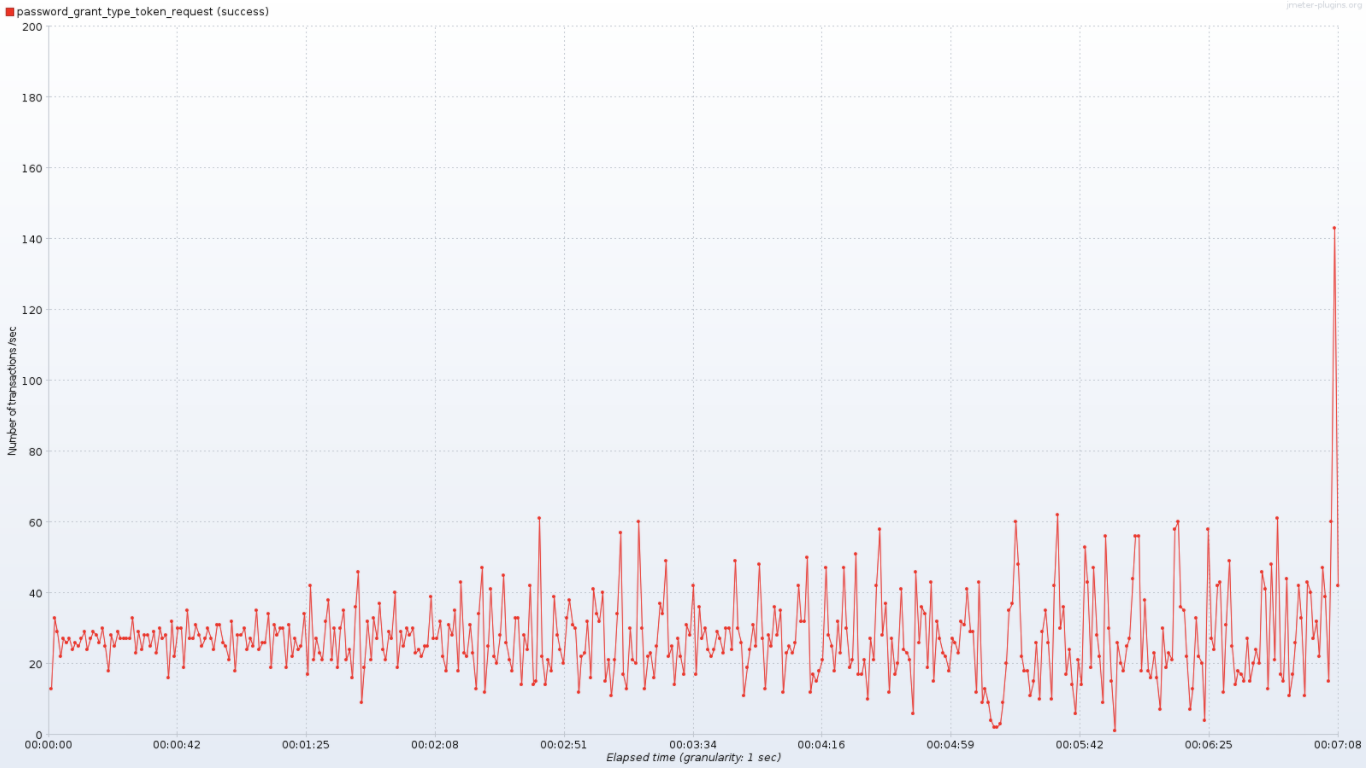 password_grant_type_token_request (success)
jmeter-plugins.org
200
180
160
140
120
100
80
60
40
20
0
Number of transactions /sec
00:00:00 00:00:42 00:01:25 00:02:08 00:02:51 00:03:34 00:04:16 00:04:59 00:05:42 00:06:25 00:07:08
Elapsed time (granularity: 1 sec)